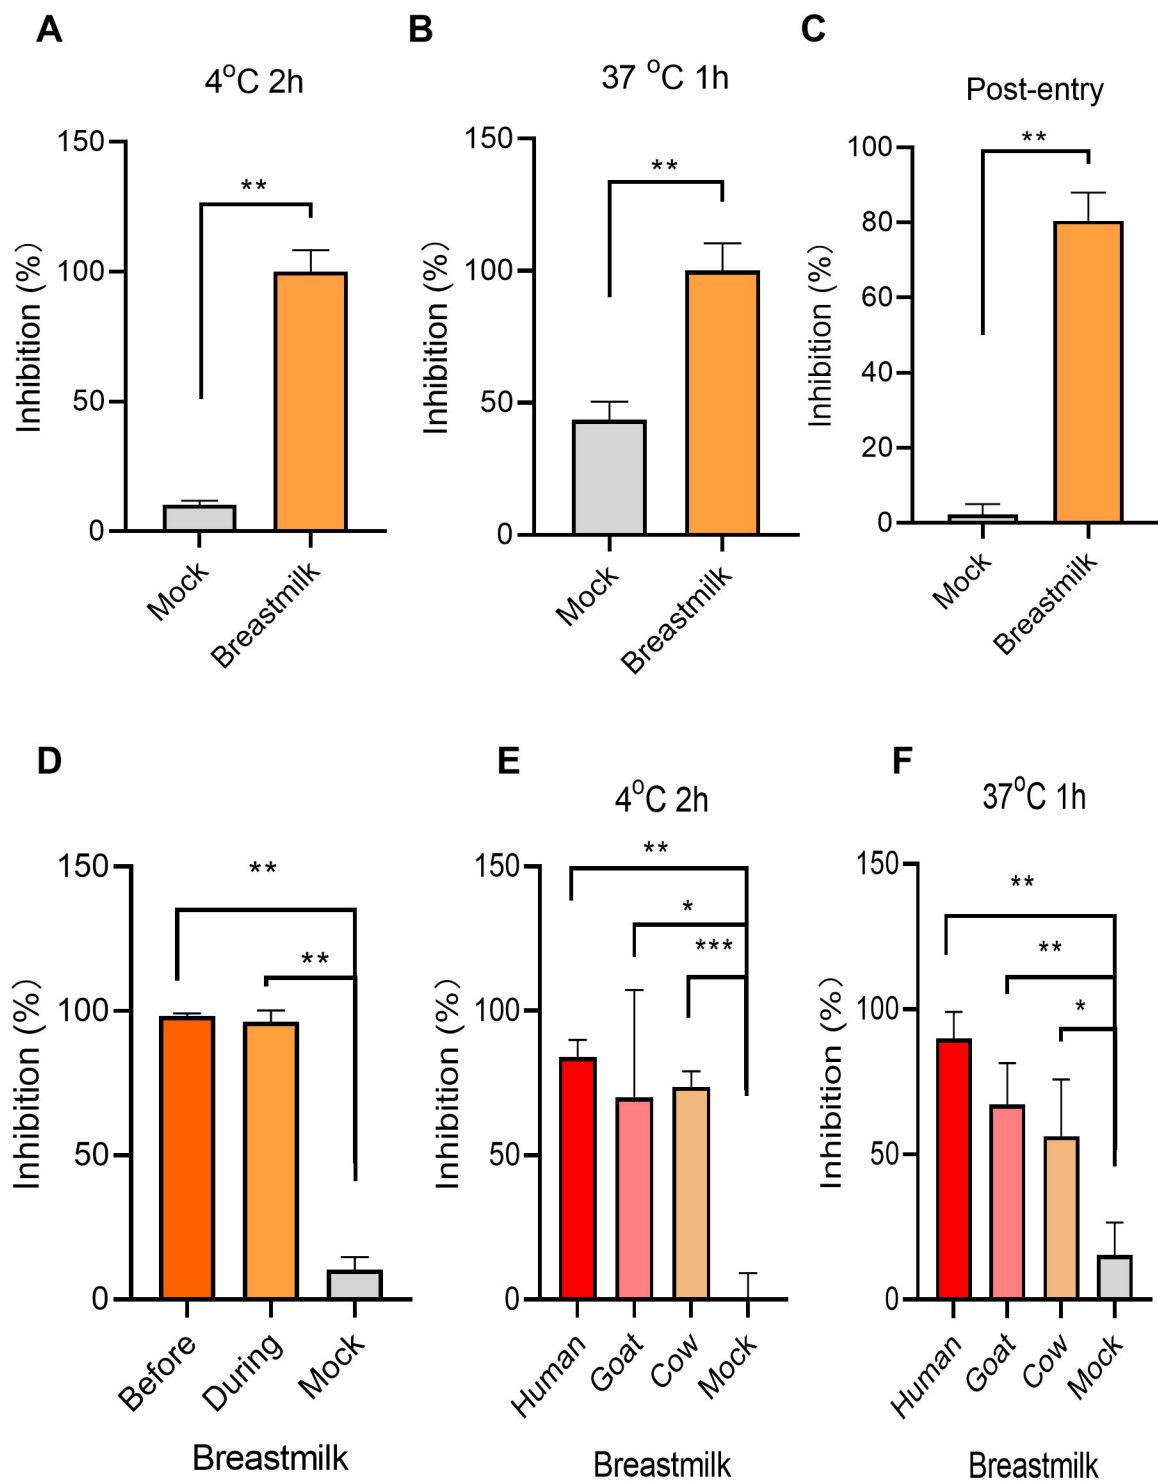 A
4°C 2h
Inhibition (%)
150
100
50
0
**
Mock
Breastmilk
B
37 °C 1h
Inhibition (%)
150
100
50
0
**
Mock
Breastmilk
C
Post-entry
Inhibition (%)
100
80
60
40
20
0
**
Mock
Breastmilk
D
Inhibition (%)
150
100
50
0
**
**
Before
During
Mock
Breastmilk
E
4°C 2h
Inhibition (%)
150
100
50
0
**
*
***
Human
Goat
Cow
Mock
Breastmilk
F
37°C 1h
Inhibition (%)
150
100
50
0
**
**
*
Human
Goat
Cow
Mock
Breastmilk